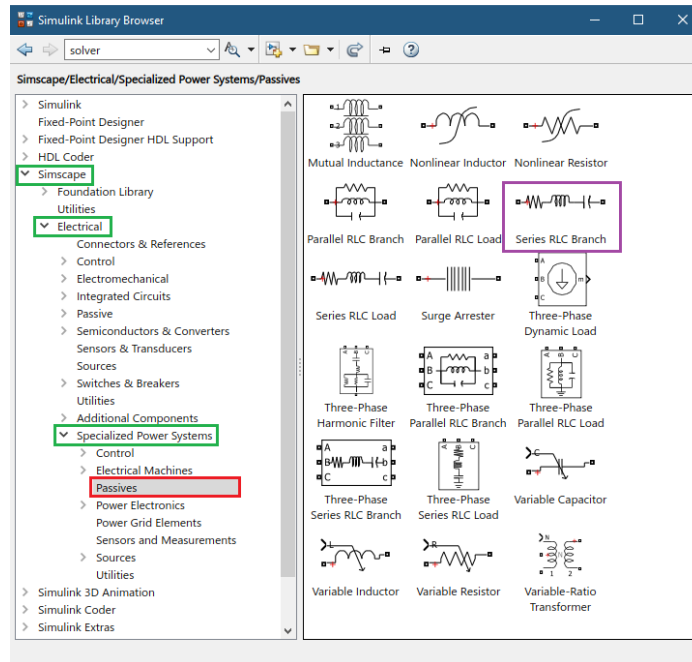 Simulink Library Browser
solver
Simscape/Electrical/Specialized Power Systems/Passives
Simulink
Fixed-Point Designer
Fixed-Point Designer HDL Support
HDL Coder
Simscape
Foundation Library
Utilities
Electrical
Connectors & References
Control
Electromechanical
Integrated Circuits
Passive
Semiconductors & Converters
Sensors & Transducers
Sources
Switches & Breakers
Utilities
Additional Components
Specialized Power Systems
Control
Electrical Machines
Passives
Power Electronics
Power Grid Elements
Sensors and Measurements
Sources
Utilities
Simulink 3D Animation
Simulink Coder
Simulink Extras
1
2
3
Mutual Inductance
Nonlinear Inductor
Nonlinear Resistor
Parallel RLC Branch
Parallel RLC Load
Series RLC Branch
Series RLC Load
Surge Arrester
A
B
C
m
Three-Phase
Dynamic Load
A B C
Three-Phase
Harmonic Filter
A a
B b
C c
Three-Phase
Parallel RLC Branch
A B C
Three-Phase
Parallel RLC Load
A a
B b
C c
Three-Phase
Series RLC Branch
A B C
Three-Phase
Series RLC Load
C
Variable Capacitor
L
Variable Inductor
R
Variable Resistor
N
N
1 2
Variable-Ratio
Transformer